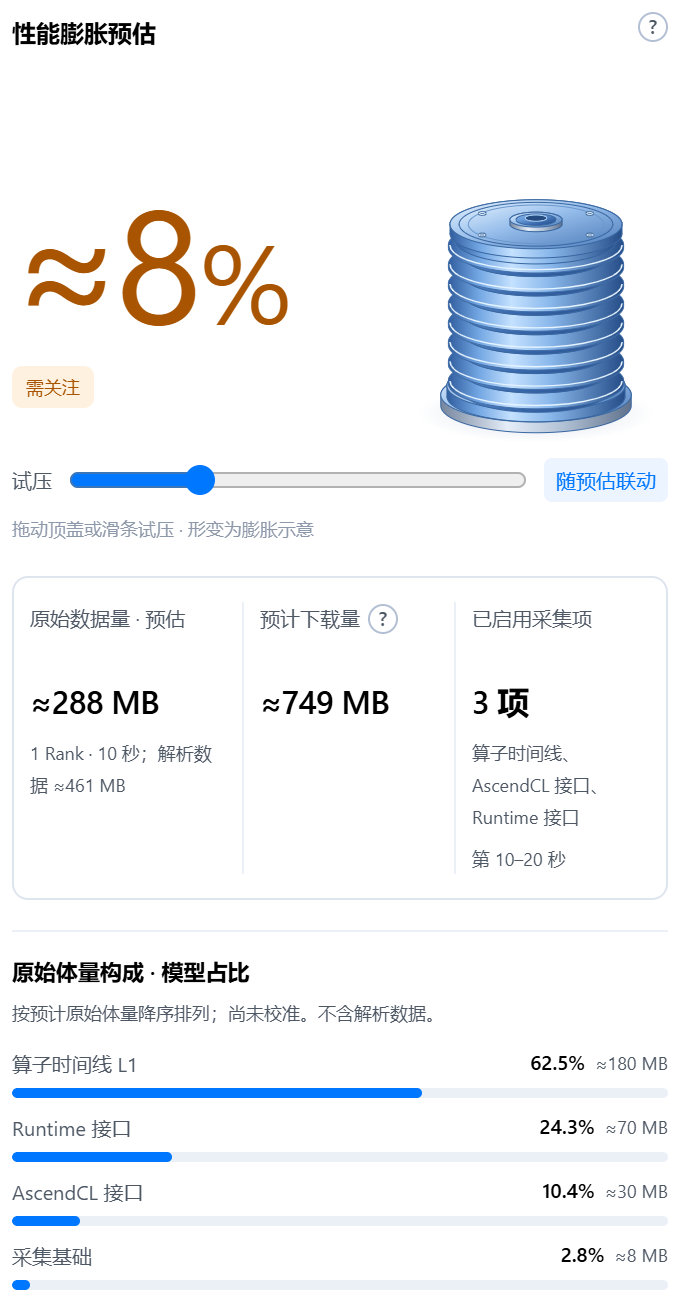 性能膨胀预估
?
≈8%
需关注
试压
随预估联动
拖动顶盖或滑条试压 · 形变为膨胀示意
原始数据量 · 预估
≈288 MB
1 Rank · 10 秒；解析数
据 ≈461 MB
预计下载量 ?
≈749 MB
已启用采集项
3 项
算子时间线、
AscendCL 接口、
Runtime 接口
第 10–20 秒
原始体量构成 · 模型占比
按预计原始体量降序排列；尚未校准。不含解析数据。
算子时间线 L1 62.5% ≈180 MB
Runtime 接口 24.3% ≈70 MB
AscendCL 接口 10.4% ≈30 MB
采集基础 2.8% ≈8 MB